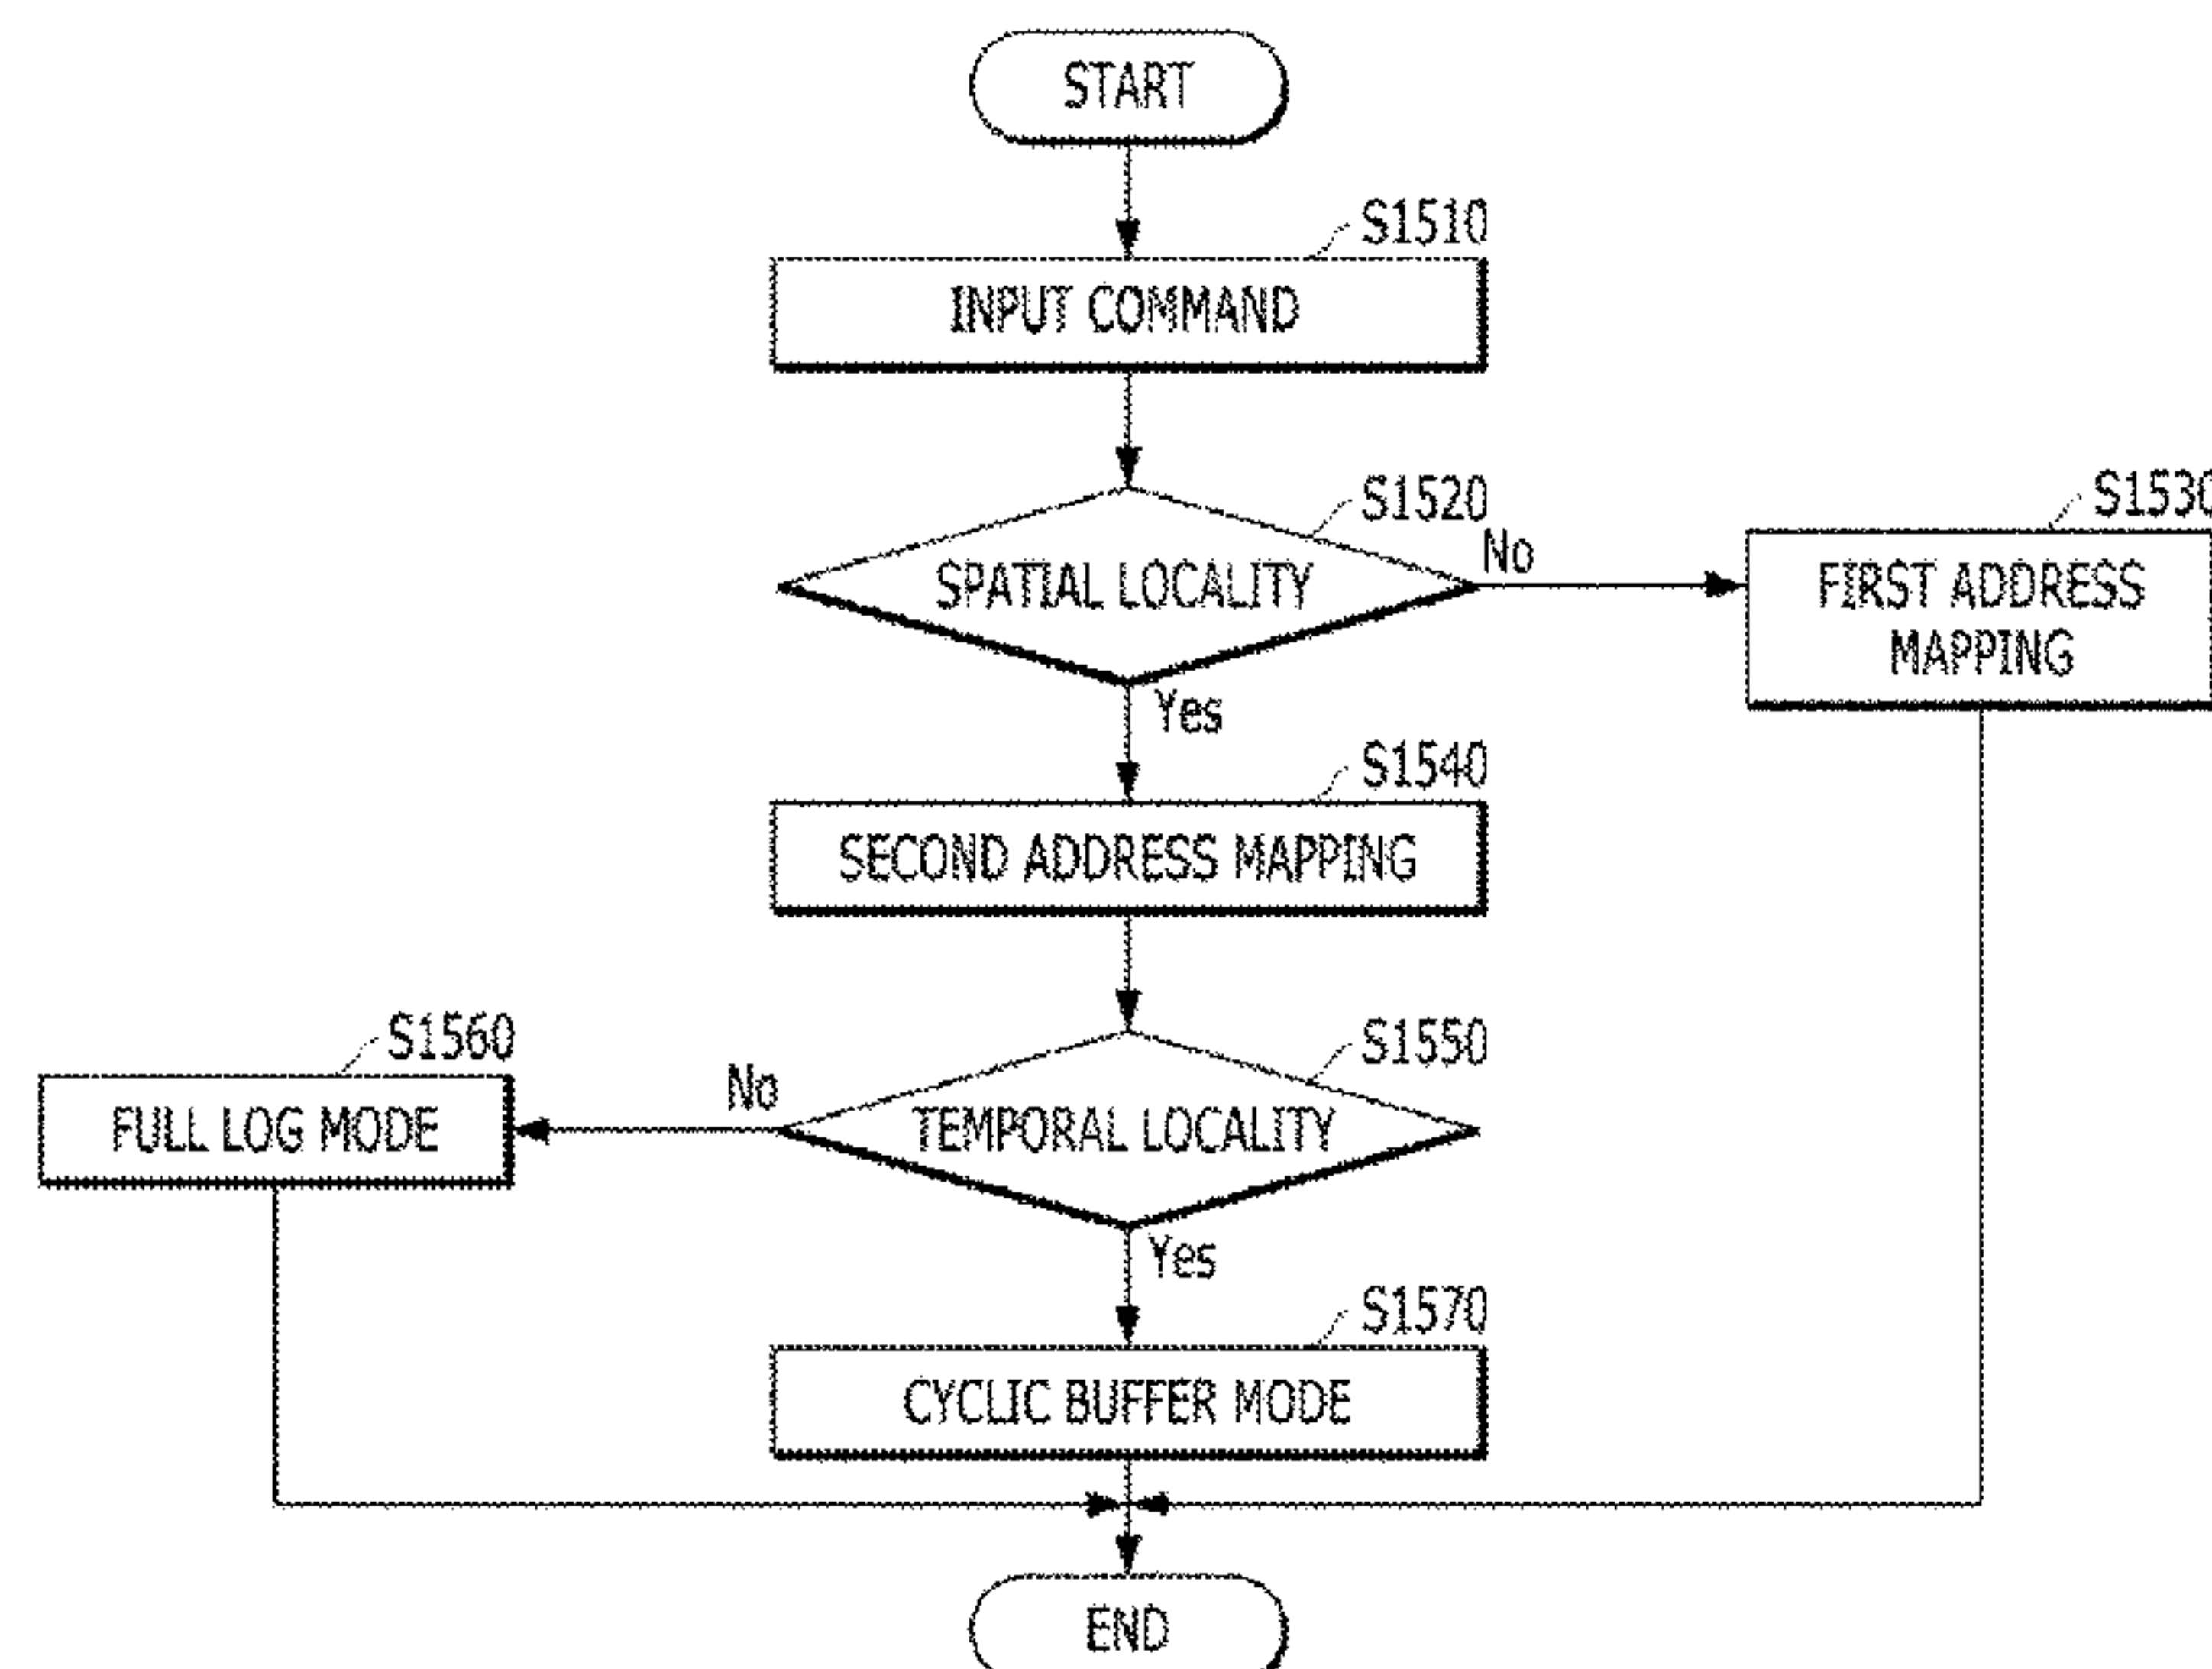 START
S1510
INPUT COMMAND
S1520
SPATIAL LOCALITY
No
S1530
FIRST ADDRESS
MAPPING
Yes
S1540
SECOND ADDRESS MAPPING
S1550
TEMPORAL LOCALITY
No
S1560
FULL LOG MODE
Yes
S1570
CYCLIC BUFFER MODE
END